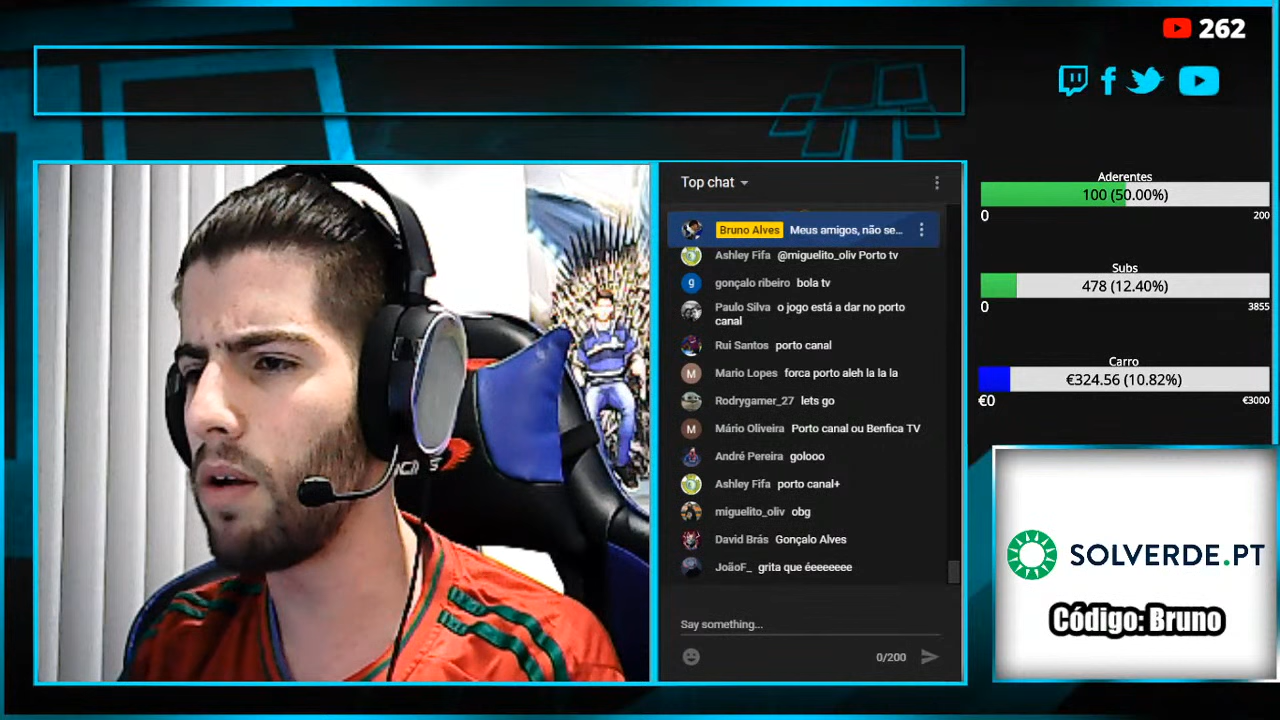 262
Top chat
Bruno Alves Meus amigos, não se...
Ashley Fifa @miguelito_oliv Porto tv
g gonçalo ribeiro bola tv
Paulo Silva o jogo está a dar no porto
canal
Rui Santos porto canal
M Mario Lopes forca porto aleh la la la
Rodrygamer_27 lets go
M Mário Oliveira Porto canal ou Benfica TV
André Pereira golooo
Ashley Fifa porto canal+
miguelito_oliv obg
David Brás Gonçalo Alves
JoãoF_ grita que éeeeeeee
Say something...
0/200
Aderentes
100 (50.00%)
0 200
Subs
478 (12.40%)
0 3855
Carro
€324.56 (10.82%)
€0 €3000
SOLVERDE.PT
Código: Bruno